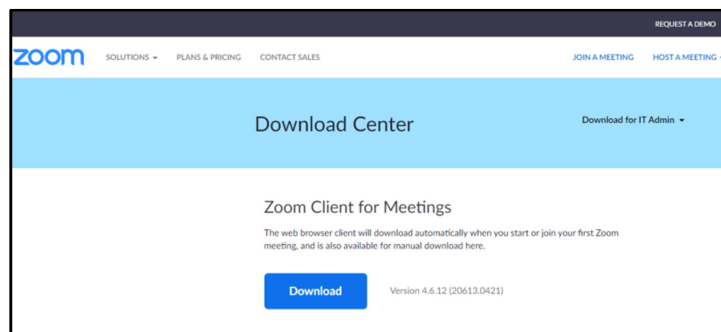 REQUEST A DEMO
zoom SOLUTIONS PLANS & PRICING CONTACT SALES JOIN A MEETING HOST A MEETING
Download Center Download for IT Admin
Zoom Client for Meetings
The web browser client will download automatically when you start or join your first Zoom
meeting, and is also available for manual download here.
Download Version 4.6.12 (20613.0421)